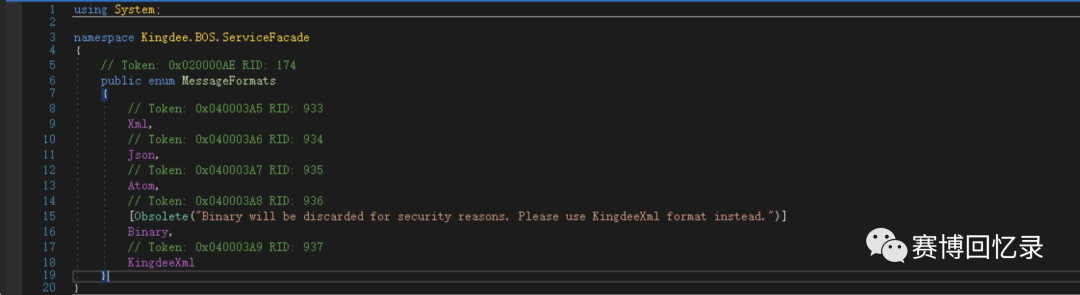 1 using System;
2
3 namespace Kingdee.BOS.ServiceFacade
4 {
5 // Token: 0x020000AE RID: 174
6 public enum MessageFormats
7 {
8 // Token: 0x040003A5 RID: 933
9 Xml,
10 // Token: 0x040003A6 RID: 934
11 Json,
12 // Token: 0x040003A7 RID: 935
13 Atom,
14 // Token: 0x040003A8 RID: 936
15 [Obsolete("Binary will be discarded for security reasons. Please use KingdeeXml format instead.")]
16 Binary,
17 // Token: 0x040003A9 RID: 937
18 KingdeeXml
19 }
20 }
赛博回忆录